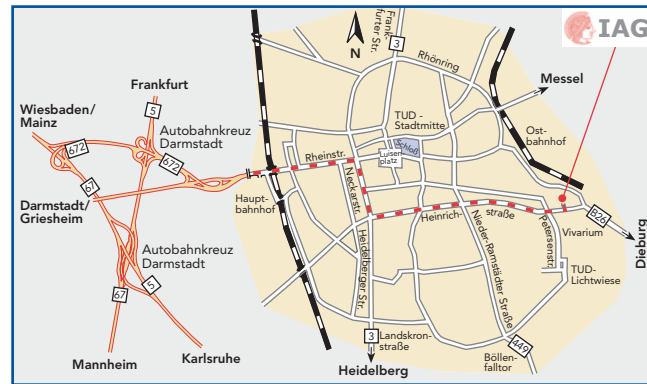 IAG
Frank-
furter Str.
3
N
Rhönring
Messel
Frankfurt
5
Wiesbaden/
Mainz
672
Autobahnkreuz
Darmstadt
672
67
TUD -
Stadtmitte
Schloß
Luisen
platz
Ost-
bahnhof
Rheinstr.
Darmstadt/
Griesheim
Haupt-
bahnhof
Neckarstr.
Heinrich-
straße
B26
Dieburg
Vivarium
Petersenstr.
Heidelberger Str.
Nieder-Ramstädter Straße
Autobahnkreuz
Darmstadt
TUD-
Lichtwiese
67
5
Mannheim
Karlsruhe
3
Landskron-
straße
Heidelberg
449
Böllen-
falltor